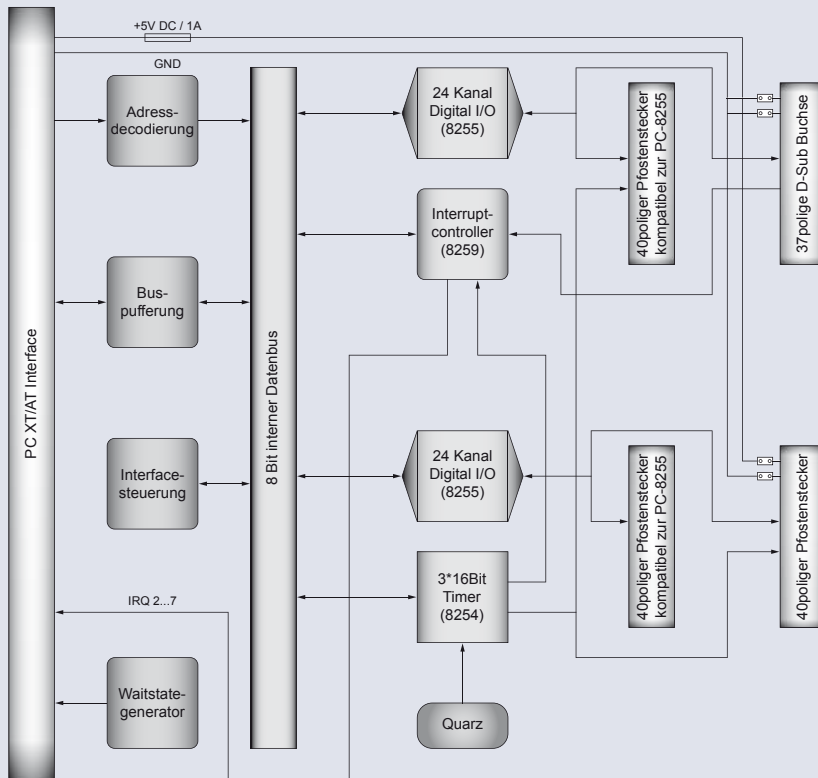 +5V DC / 1A
GND
PC XT/AT Interface
Adress-
decodierung
Bus-
pufferung
Interface-
steuerung
IRQ 2...7
Waitstate-
generator
8 Bit interner Datenbus
24 Kanal
Digital I/O
(8255)
Interrupt-
controller
(8259)
24 Kanal
Digital I/O
(8255)
3*16Bit
Timer
(8254)
Quarz
40poliger Pfostenstecker
kompatibel zur PC-8255
37polige D-Sub Buchse
40poliger Pfostenstecker
kompatibel zur PC-8255
40poliger Pfostenstecker